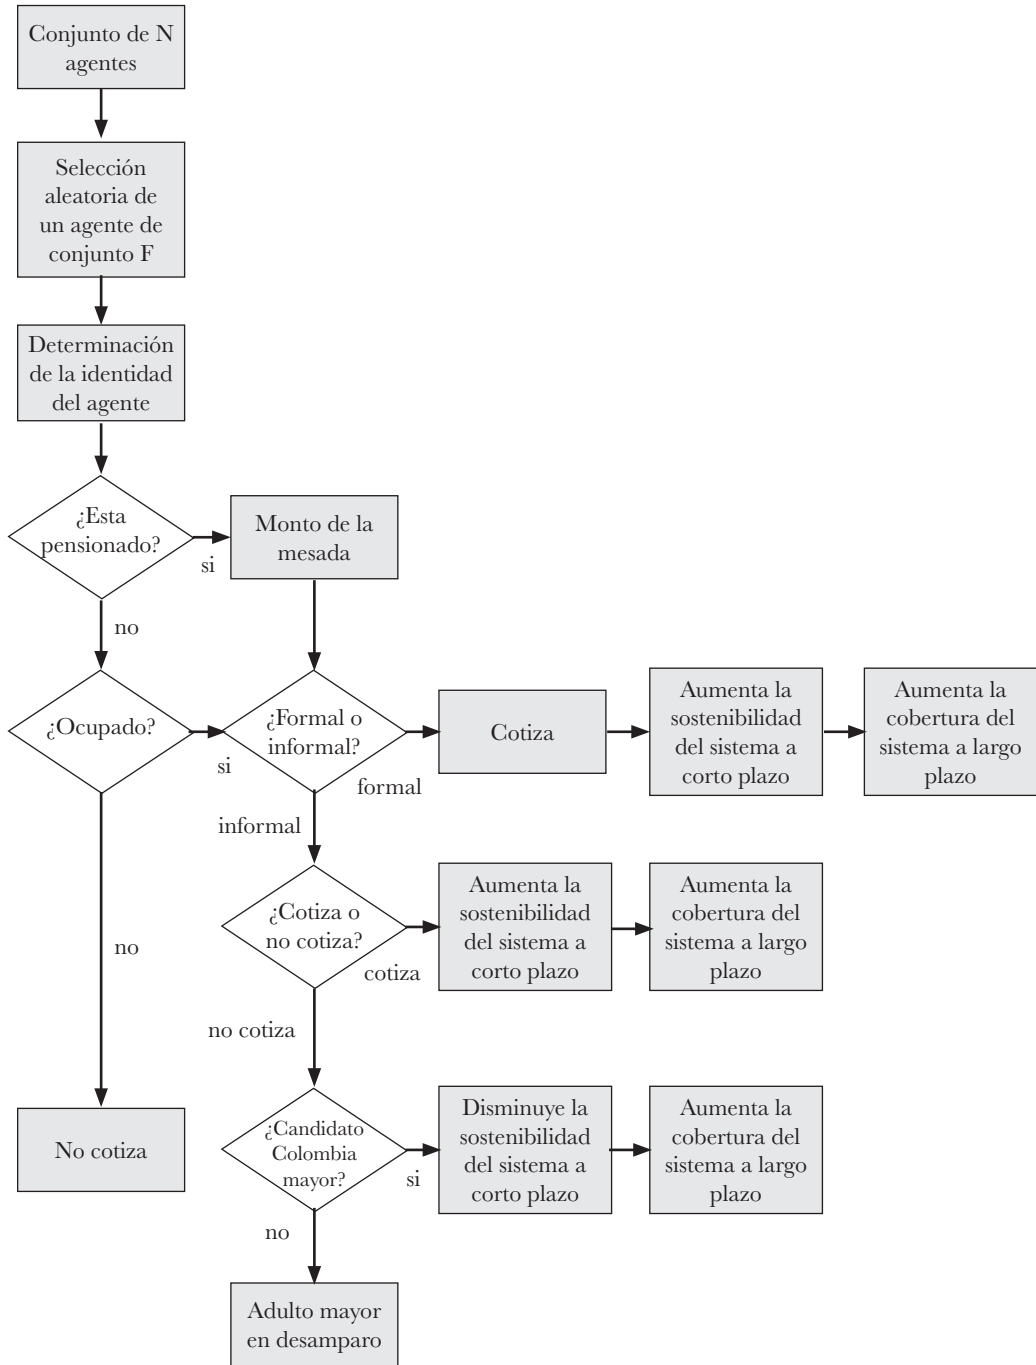 Conjunto de N
agentes
Selección
aleatoria de
un agente de
conjunto F
Determinación
de la identidad
del agente
¿Esta
pensionado?
si
Monto de la
mesada
no
¿Ocupado?
si
¿Formal o
informal?
formal
Cotiza
Aumenta la
sostenibilidad
del sistema a
corto plazo
Aumenta la
cobertura del
sistema a largo
plazo
informal
¿Cotiza o
no cotiza?
cotiza
Aumenta la
sostenibilidad
del sistema a
corto plazo
Aumenta la
cobertura del
sistema a largo
plazo
no
no cotiza
No cotiza
¿Candidato
Colombia
mayor?
si
Disminuye la
sostenibilidad
del sistema a
corto plazo
Aumenta la
cobertura del
sistema a largo
plazo
no
Adulto mayor
en desamparo